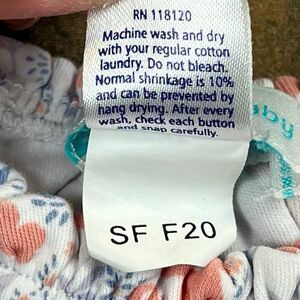 RN 118120
Machine wash and dry
with your regular cotton
laundry. Do not bleach.
Normal shrinkage is 10%
and can be prevented by
hang drying. After every
wash, check each button
and snap carefully.
SF F20